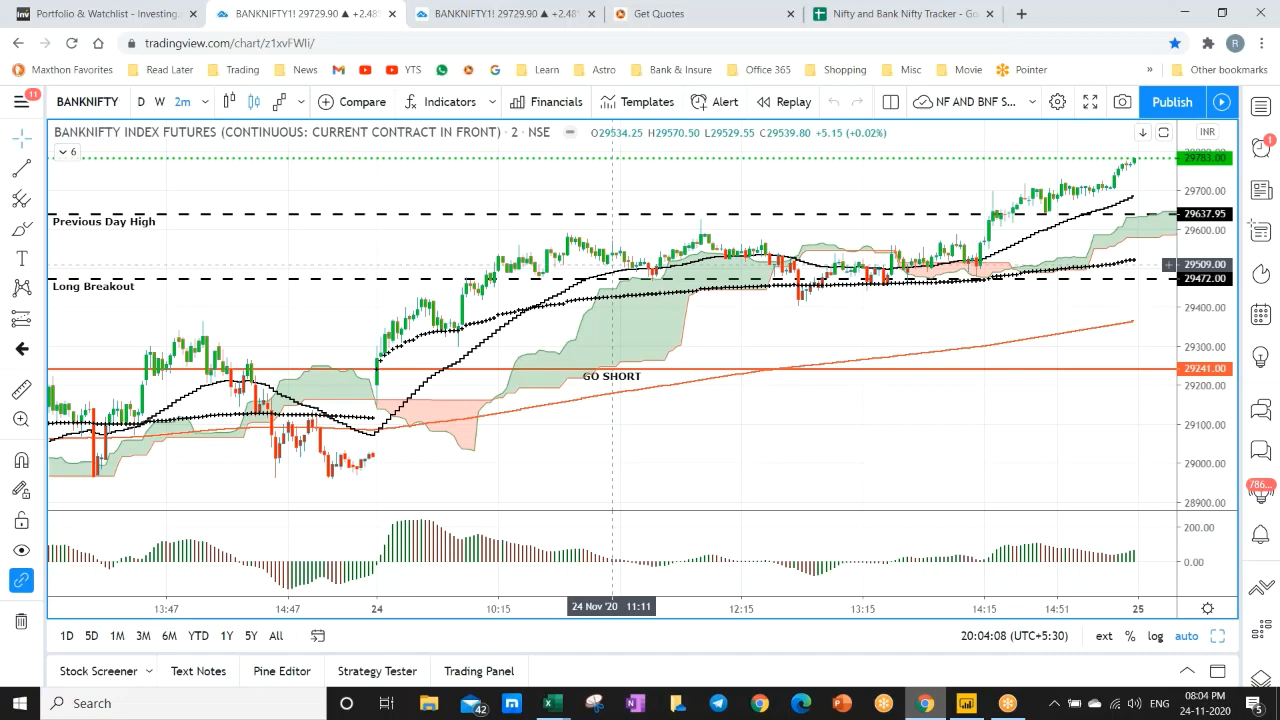 Portfolio & Watchlist - Investing.
BANKNIFTY1! 29729.90 ▲ +2.48%
BANKNIFTY1! 29729.90 ▲ +2.48%
Get Quotes
Nifty and Bank Nifty Tracker - Go
tradingview.com/chart/z1xvFWli/
R
Maxthon Favorites
Read Later
Trading
News
YTS
Learn
Astro
Bank & Insure
Office 365
Shopping
Misc
Movie
Pointer
»
Other bookmarks
11
BANKNIFTY
D
W
2m
Compare
Indicators
Financials
Templates
Alert
Replay
NF AND BNF S...
Publish
BANKNIFTY INDEX FUTURES (CONTINUOUS: CURRENT CONTRACT IN FRONT) · 2 · NSE
O29534.25 H29570.50 L29529.55 C29539.80 +5.15 (+0.02%)
INR
6
29783.00
29700.00
Previous Day High
29637.95
29600.00
29509.00
Long Breakout
29472.00
29400.00
29300.00
29241.00
GO SHORT
29200.00
29100.00
29000.00
28900.00
200.00
0.00
1
786...
13:47
14:47
24
10:15
24 Nov '20 11:11
12:15
13:15
14:15
14:51
25
1D
5D
1M
3M
6M
YTD
1Y
5Y
All
20:04:08 (UTC+5:30)
ext
%
log
auto
Stock Screener
Text Notes
Pine Editor
Strategy Tester
Trading Panel
Search
42
ENG
08:04 PM
24-11-2020
5